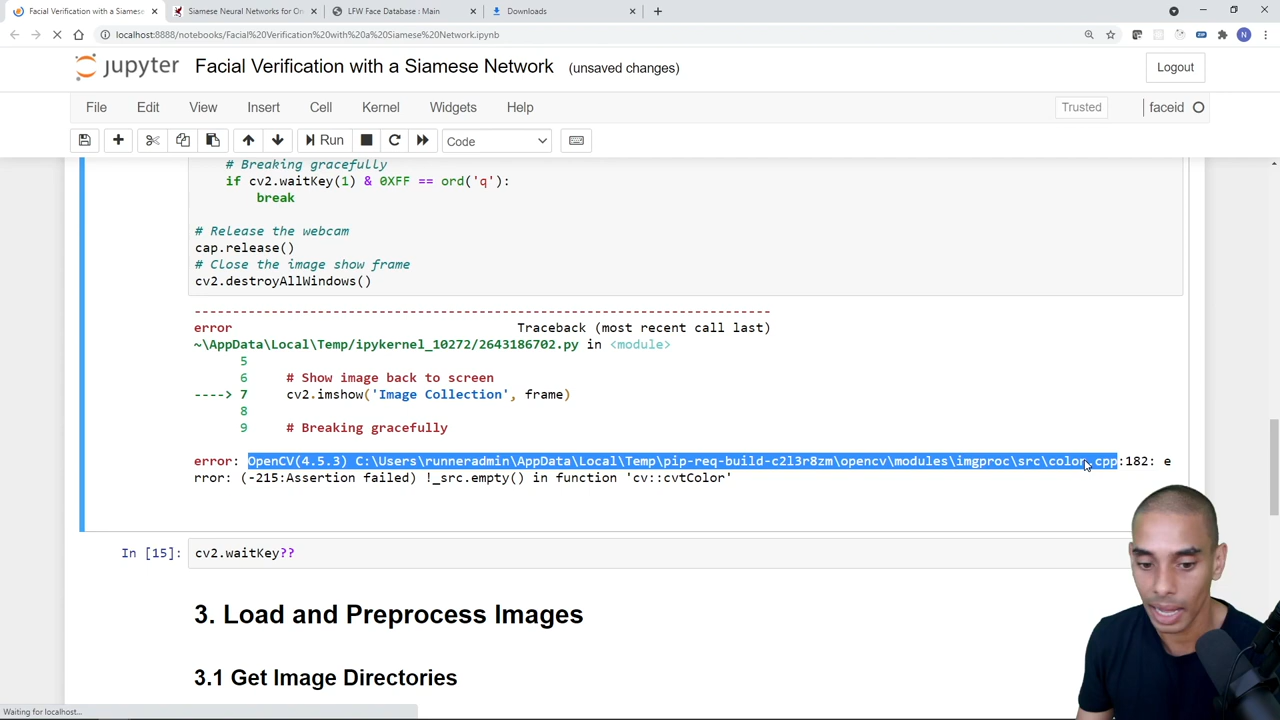 Facial Verification with a Siamese
Siamese Neural Networks for On
LFW Face Database : Main
Downloads
localhost:8888/notebooks/Facial%20Verification%20with%20a%20Siamese%20Network.ipynb
jupyter Facial Verification with a Siamese Network (unsaved changes)
Logout
File Edit View Insert Cell Kernel Widgets Help
Trusted
faceid
Run
Code
# Breaking gracefully
if cv2.waitKey(1) & 0XFF == ord('q'):
break
# Release the webcam
cap.release()
# Close the image show frame
cv2.destroyAllWindows()
---------------------------------------------------------------------------
error Traceback (most recent call last)
~\AppData\Local\Temp/ipykernel_10272/2643186702.py in <module>
5
6 # Show image back to screen
----> 7 cv2.imshow('Image Collection', frame)
8
9 # Breaking gracefully
error: OpenCV(4.5.3) C:\Users\runneradmin\AppData\Local\Temp\pip-req-build-c2l3r8zm\opencv\modules\imgproc\src\color.cpp:182: e
rror: (-215:Assertion failed) !_src.empty() in function 'cv::cvtColor'
In [15]: cv2.waitKey??
3. Load and Preprocess Images
3.1 Get Image Directories
Waiting for localhost...